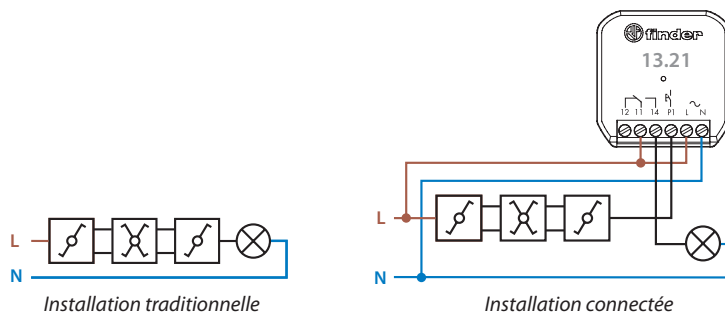 finder
13.21
12 11 14 P1 L N
L
N
Installation traditionnelle
L
N
Installation connectée